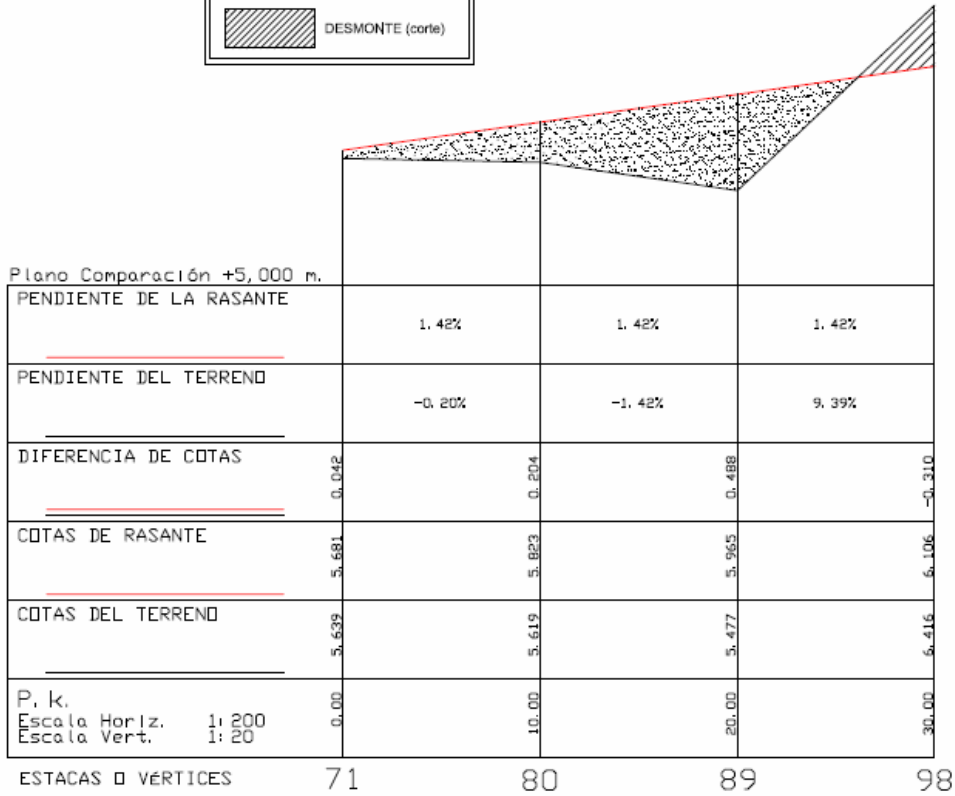 DESMONTE (corte)
Plano Comparación +5,000 m.
PENDIENTE DE LA RASANTE
1.42%
1.42%
1.42%
PENDIENTE DEL TERRENO
-0.20%
-1.42%
9.39%
DIFERENCIA DE COTAS
0,042
0,204
0,488
-0,310
COTAS DE RASANTE
5,681
5,823
5,965
6,106
COTAS DEL TERRENO
5,639
5,619
5,477
6,416
P. k.
0,00
10.00
20.00
30.00
Escala Horiz. 1:200
Escala Vert. 1:20
ESTACAS O VéRTICES 71 80 89 98